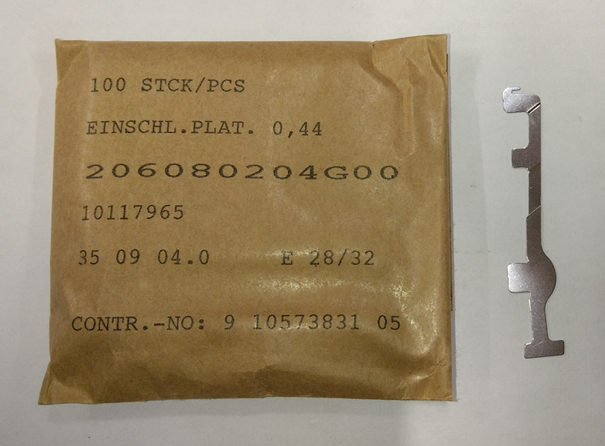 100 STCK/PCS
EINSCHL.PLAT. 0,44
206080204G00
10117965
35 09 04.0 E 28/32
CONTR.-NO: 9 10573831 05